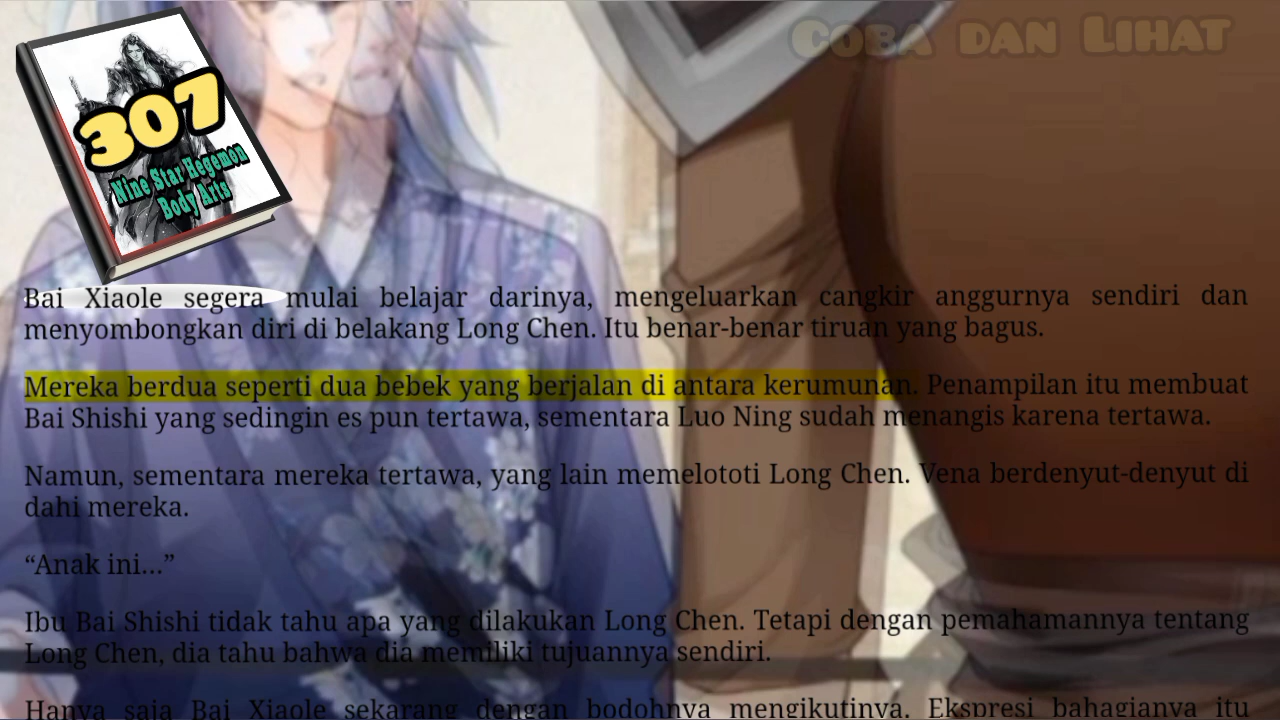 COBA DAN LIHAT
307
Nine Star Hegemon
Body Arts
Bai Xiaole segera mulai belajar darinya, mengeluarkan cangkir anggurnya sendiri dan
menyombongkan diri di belakang Long Chen. Itu benar-benar tiruan yang bagus.
Mereka berdua seperti dua bebek yang berjalan di antara kerumunan. Penampilan itu membuat
Bai Shishi yang sedingin es pun tertawa, sementara Luo Ning sudah menangis karena tertawa.
Namun, sementara mereka tertawa, yang lain memelototi Long Chen. Vena berdenyut-denyut di
dahi mereka.
“Anak ini...”
Ibu Bai Shishi tidak tahu apa yang dilakukan Long Chen. Tetapi dengan pemahamannya tentang
Long Chen, dia tahu bahwa dia memiliki tujuannya sendiri.
Hanya saja Bai Xiaole sekarang dengan bodohnya mengikutinya. Ekspresi bahagianya itu